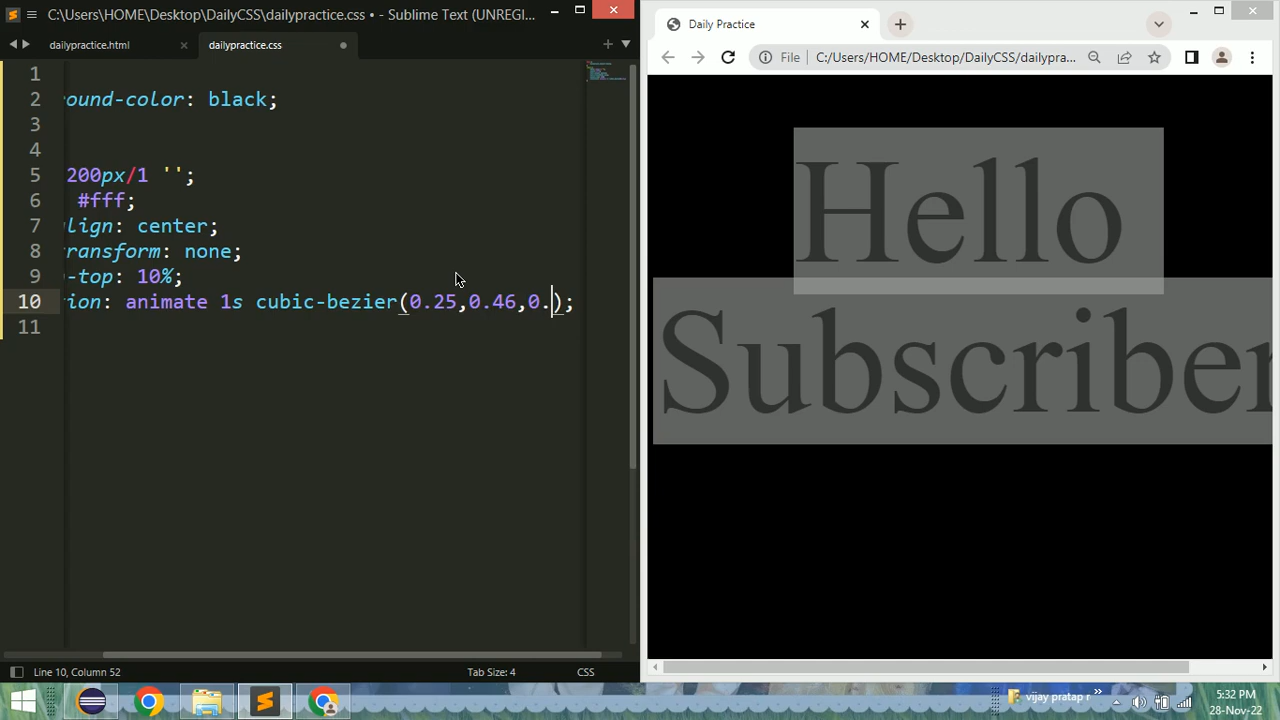 C:\Users\HOME\Desktop\DailyCSS\dailypractice.css • - Sublime Text (UNREGI...
dailypractice.html
dailypractice.css
1
2 ound-color: black;
3
4
5 200px/1 '';
6 #fff;
7 lign: center;
8 ransform: none;
9 -top: 10%;
10 ion: animate 1s cubic-bezier(0.25,0.46,0.);
11
Line 10, Column 52
Tab Size: 4
CSS
Daily Practice
File
C:/Users/HOME/Desktop/DailyCSS/dailypra...
Hello
Subscriber
vijay pratap r
5:32 PM
28-Nov-22